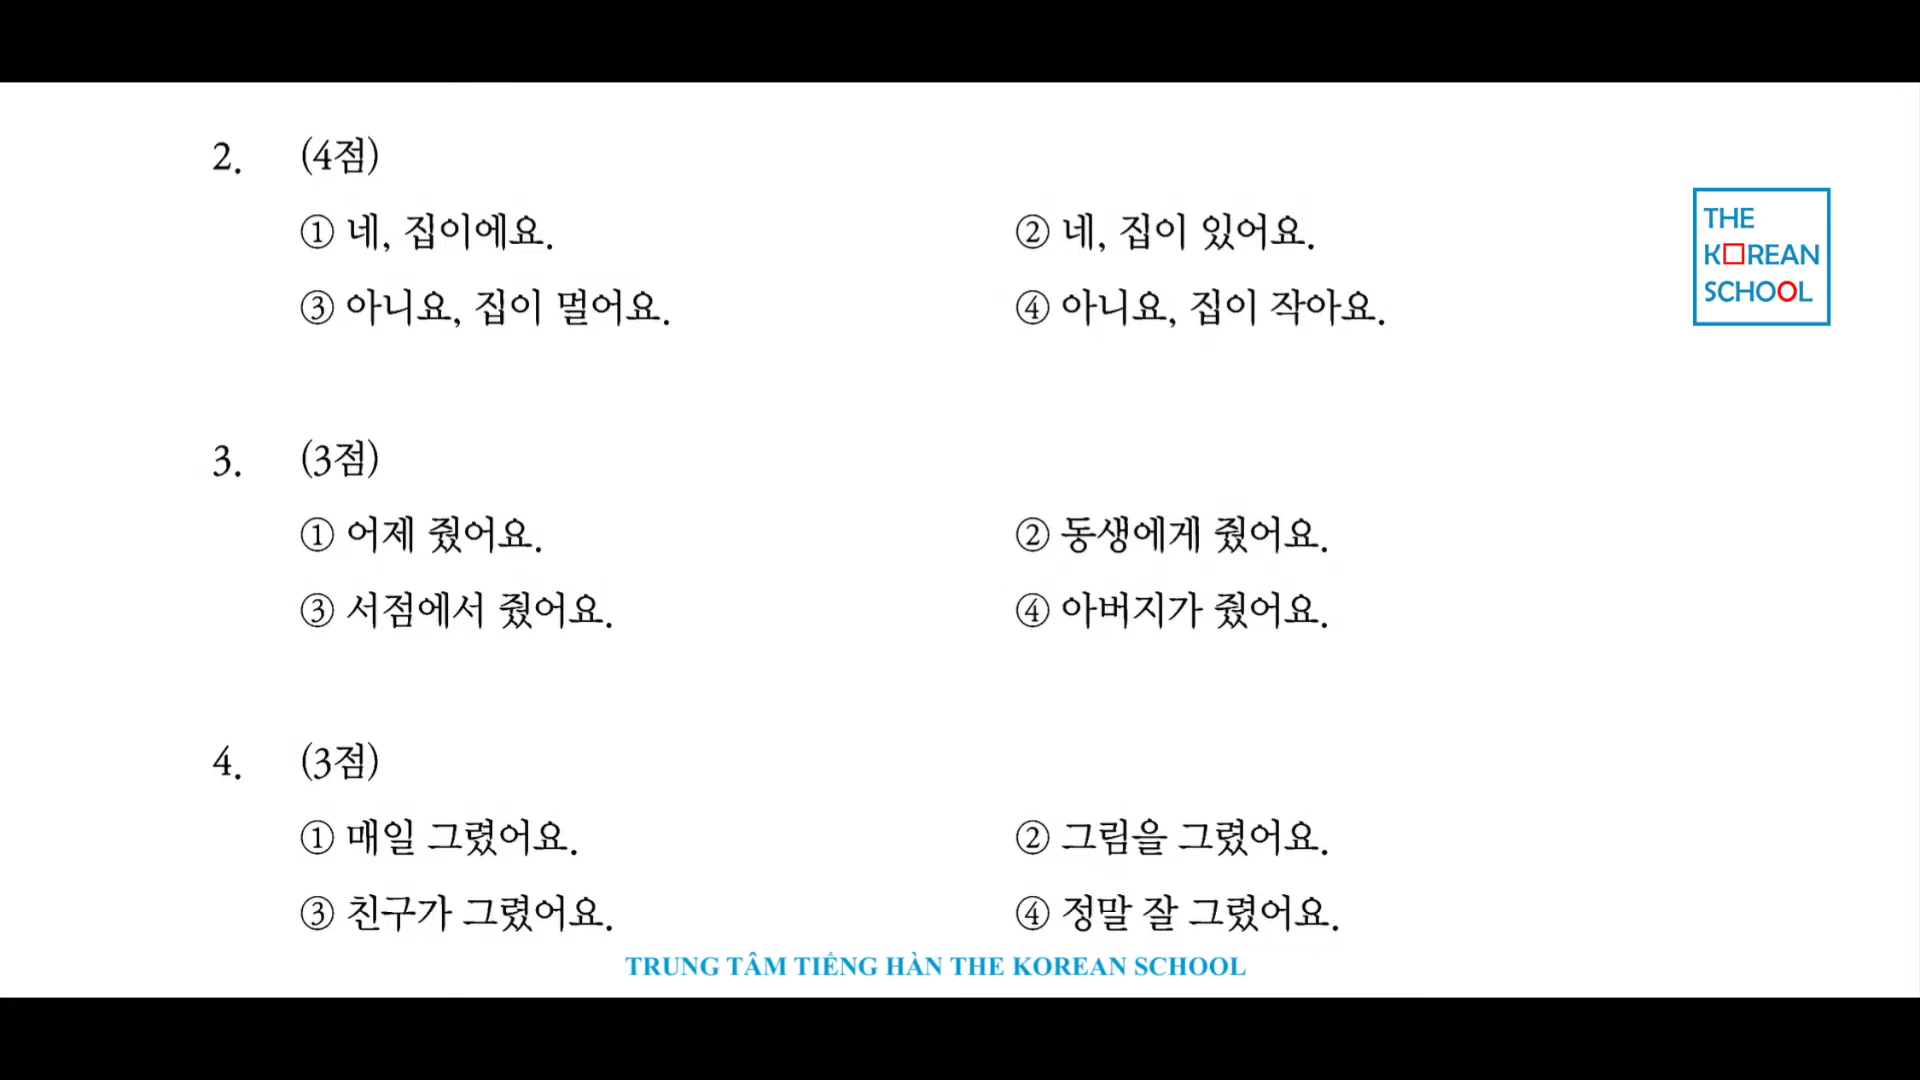 2. (4점)
① 네, 집이에요. ② 네, 집이 있어요.
③ 아니요, 집이 멀어요. ④ 아니요, 집이 작아요.
THE
KOREAN
SCHOOL
3. (3점)
① 어제 줬어요. ② 동생에게 줬어요.
③ 서점에서 줬어요. ④ 아버지가 줬어요.
4. (3점)
① 매일 그렸어요. ② 그림을 그렸어요.
③ 친구가 그렸어요. ④ 정말 잘 그렸어요.
TRUNG TÂM TIẾNG HÀN THE KOREAN SCHOOL